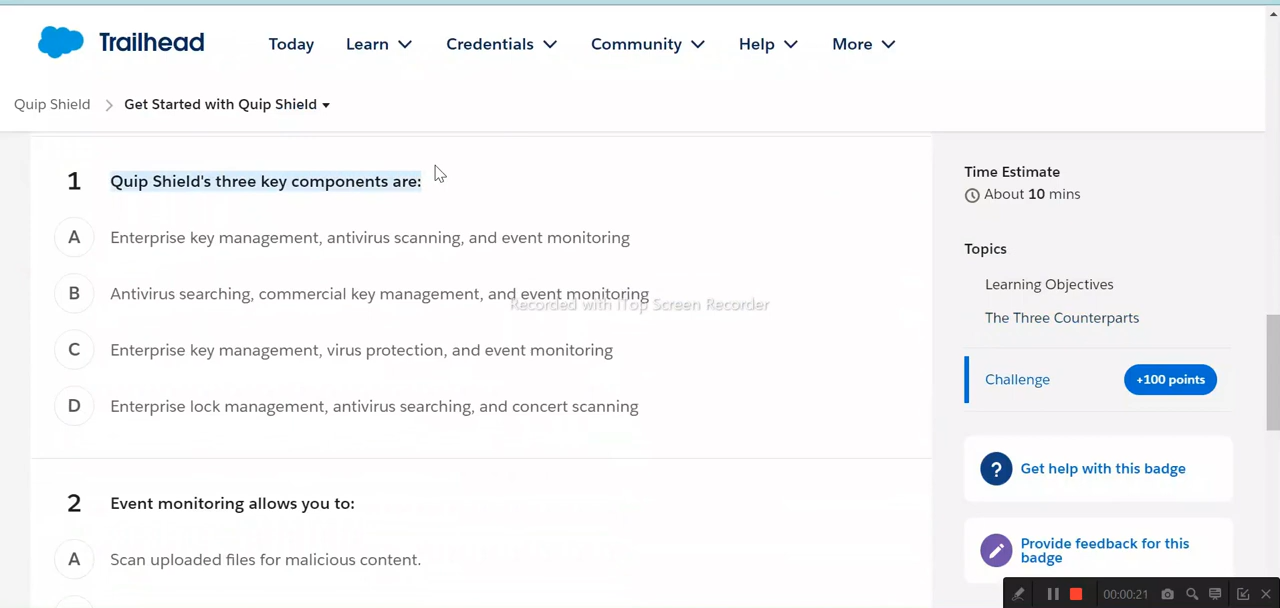 Trailhead
Today
Learn
Credentials
Community
Help
More
Quip Shield
Get Started with Quip Shield
1
Quip Shield's three key components are:
A
Enterprise key management, antivirus scanning, and event monitoring
B
Antivirus searching, commercial key management, and event monitoring
Recorded with iTop Screen Recorder
C
Enterprise key management, virus protection, and event monitoring
D
Enterprise lock management, antivirus searching, and concert scanning
2
Event monitoring allows you to:
A
Scan uploaded files for malicious content.
Time Estimate
About 10 mins
Topics
Learning Objectives
The Three Counterparts
Challenge
+100 points
?
Get help with this badge
Provide feedback for this
badge
00:00:21